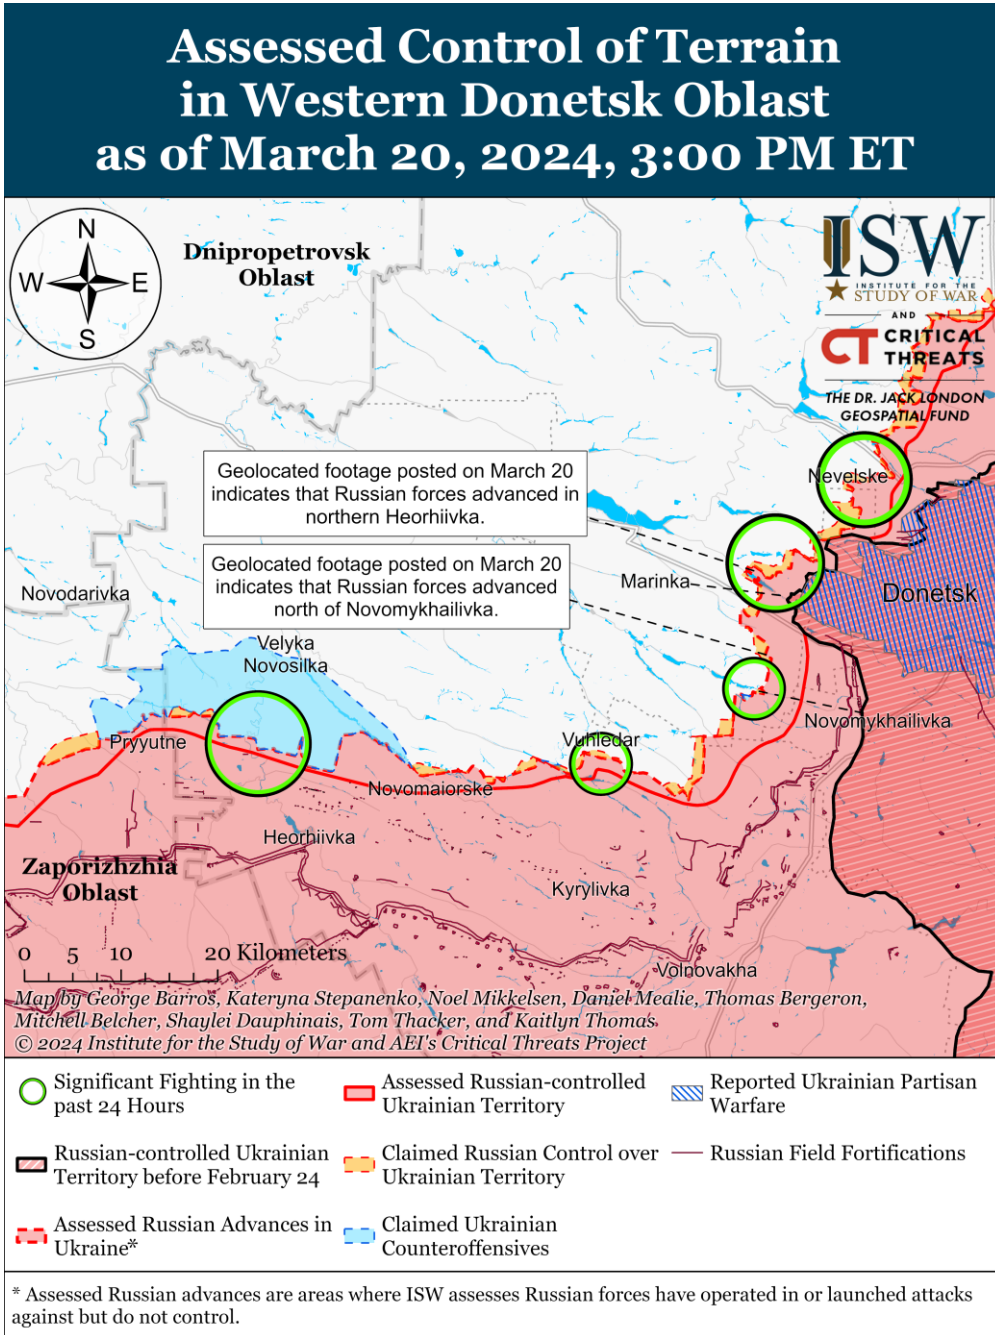 Assessed Control of Terrain
in Western Donetsk Oblast
as of March 20, 2024, 3:00 PM ET
N
W
E
S
Dnipropetrovsk
Oblast
ISW
INSTITUTE FOR THE
STUDY OF WAR
AND
CT CRITICAL
THREATS
THE DR. JACK LONDON
GEOSPATIAL FUND
Geolocated footage posted on March 20
indicates that Russian forces advanced in
northern Heorhiivka.
Nevelske
Geolocated footage posted on March 20
indicates that Russian forces advanced
north of Novomykhailivka.
Marinka
Donetsk
Novodarivka
Velyka
Novosilka
Novomykhailivka
Pryyutne
Vuhledar
Novomaiorske
Heorhiivka
Zaporizhzhia
Oblast
Kyrylivka
Volnovakha
0 5 10 20 Kilometers
Map by George Barros, Kateryna Stepanenko, Noel Mikkelsen, Daniel Mealie, Thomas Bergeron,
Mitchell Belcher, Shaylei Dauphinais, Tom Thacker, and Kaitlyn Thomas
© 2024 Institute for the Study of War and AEI's Critical Threats Project
Significant Fighting in the
past 24 Hours
Assessed Russian-controlled
Ukrainian Territory
Reported Ukrainian Partisan
Warfare
Russian-controlled Ukrainian
Territory before February 24
Claimed Russian Control over
Ukrainian Territory
Russian Field Fortifications
Assessed Russian Advances in
Ukraine*
Claimed Ukrainian
Counteroffensives
* Assessed Russian advances are areas where ISW assesses Russian forces have operated in or launched attacks
against but do not control.